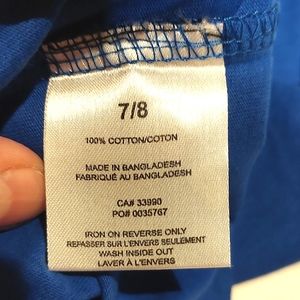 7/8
100% COTTON/COTON
MADE IN BANGLADESH
FABRIQUÉ AU BANGLADESH
CA# 33990
PO# 0035767
IRON ON REVERSE ONLY
REPASSER SUR L'ENVERS SEULEMENT
WASH INSIDE OUT
LAVER À L'ENVERS